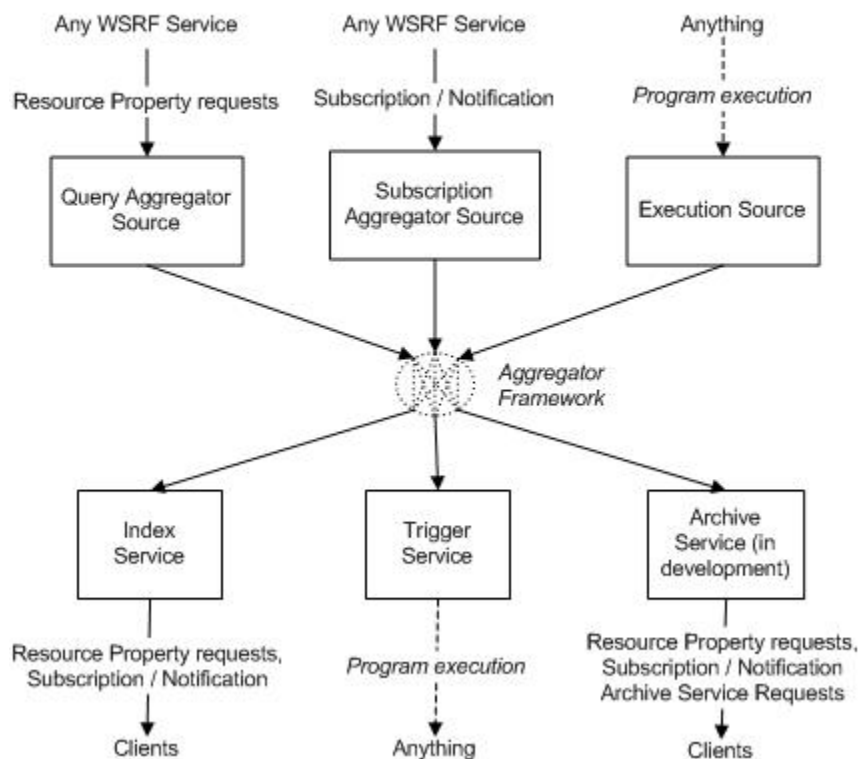 Any WSRF Service
Any WSRF Service
Anything
Resource Property requests
Subscription / Notification
Program execution
Query Aggregator
Source
Subscription
Aggregator Source
Execution Source
Aggregator
Framework
Index
Service
Trigger
Service
Archive
Service (in
development)
Resource Property requests,
Subscription / Notification
Program execution
Resource Property requests,
Subscription / Notification
Archive Service Requests
Clients
Anything
Clients